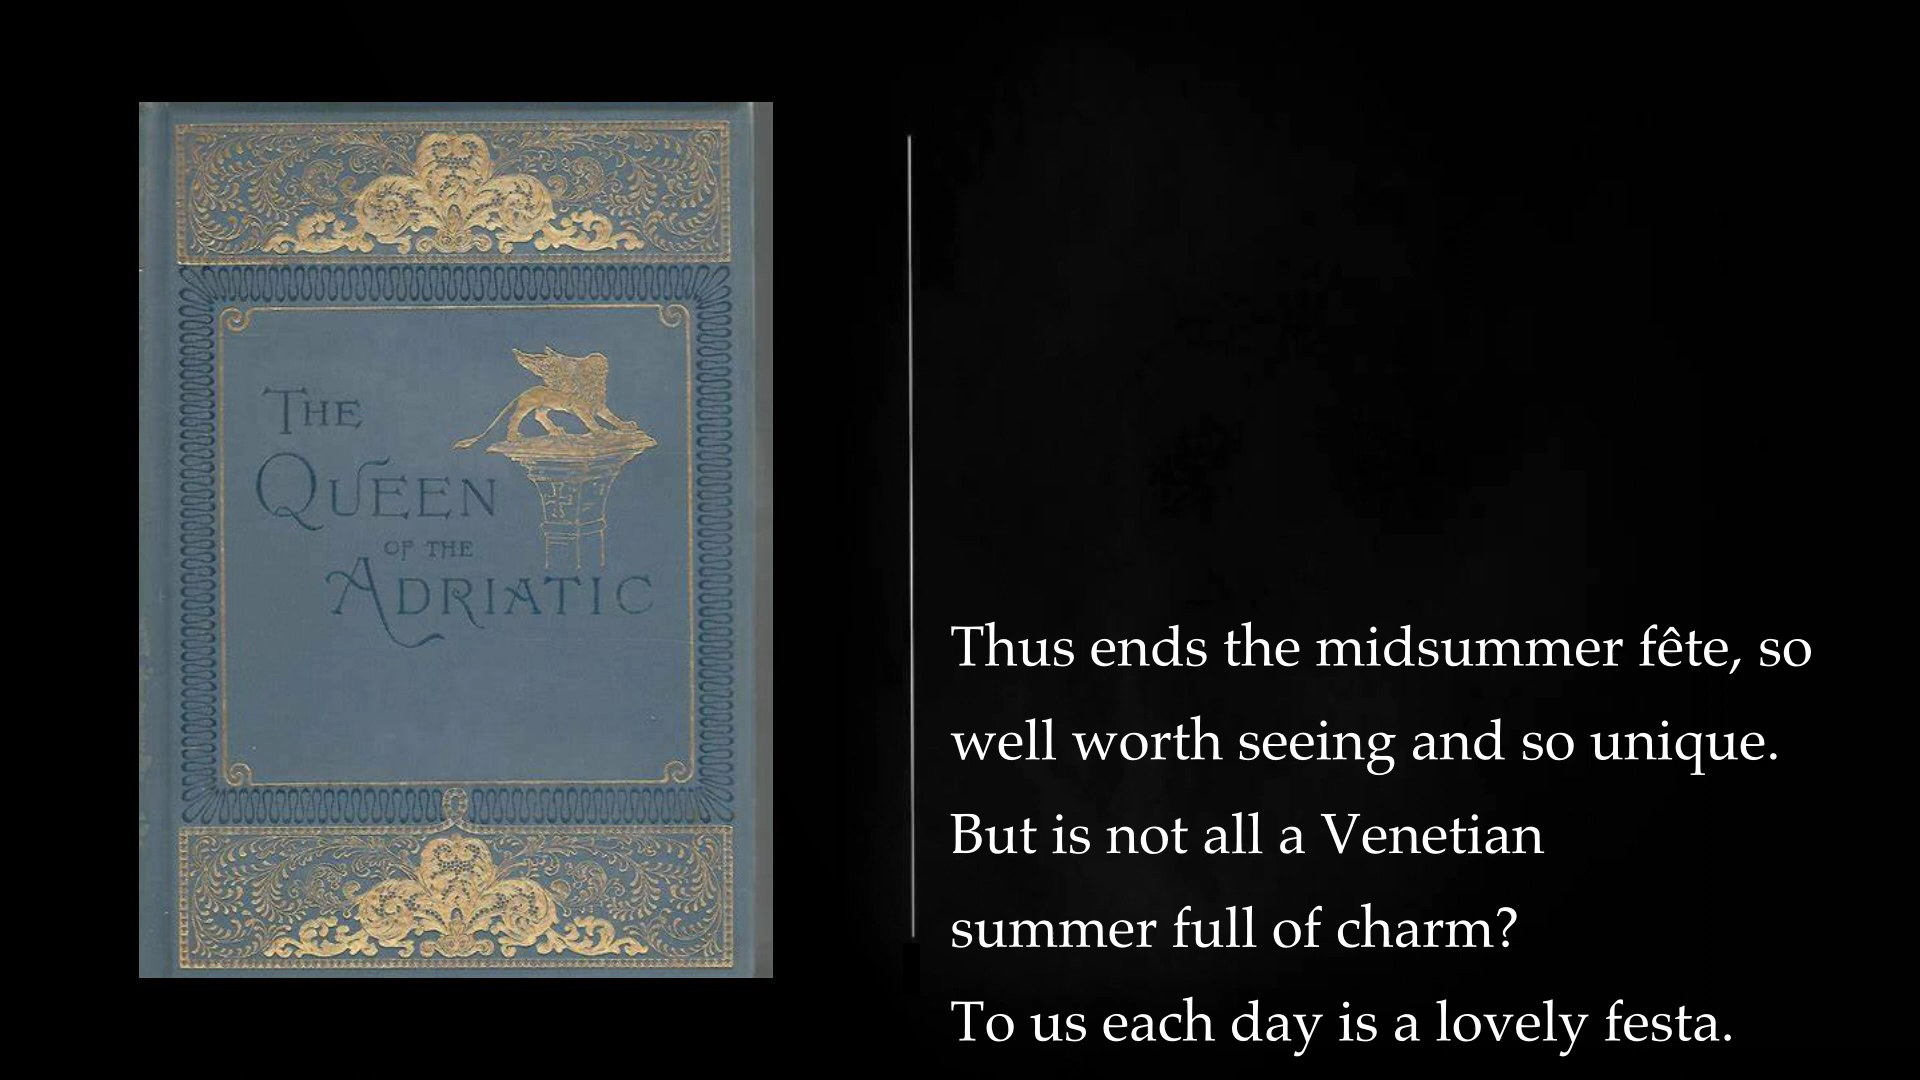 THE
QUEEN
OF THE
ADRIATIC
Thus ends the midsummer fête, so
well worth seeing and so unique.
But is not all a Venetian
summer full of charm?
To us each day is a lovely festa.